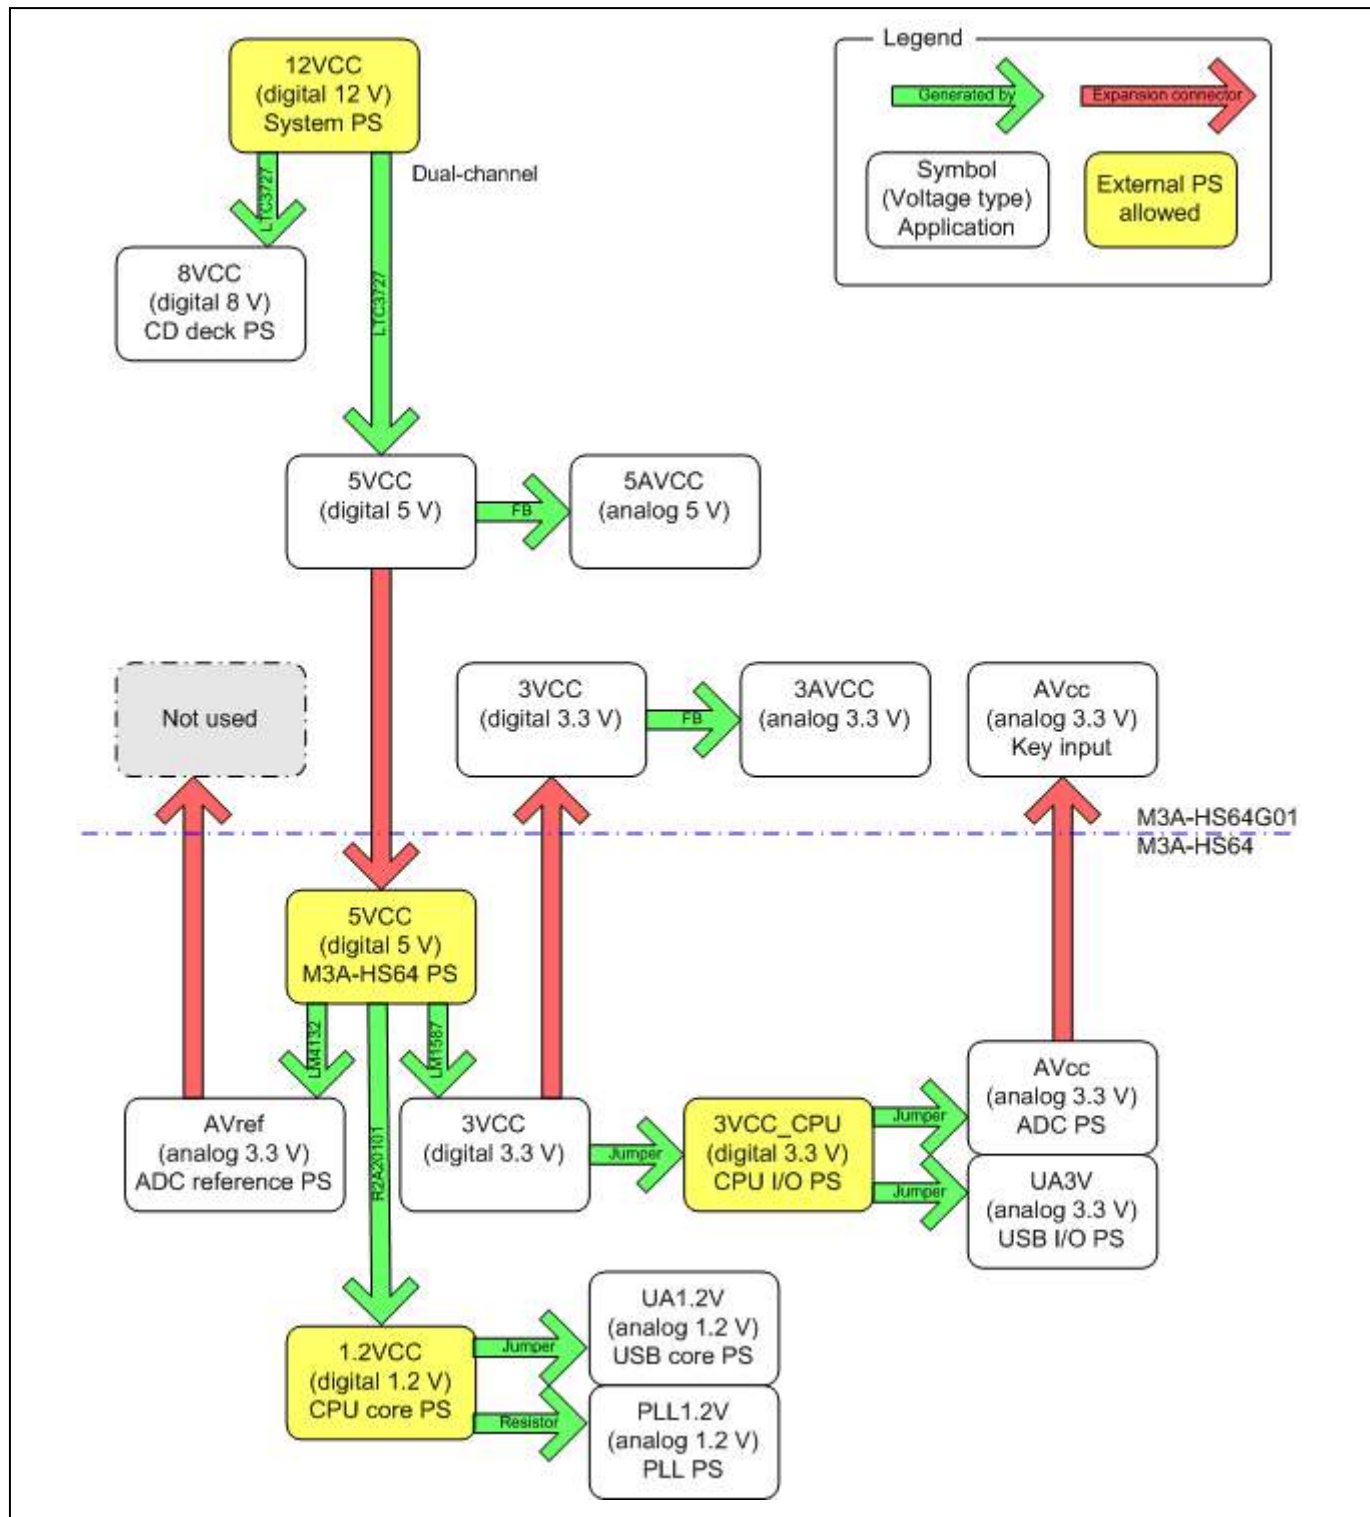 Legend
Generated by
Expansion connector
Symbol
(Voltage type)
Application
External PS
allowed
12VCC
(digital 12 V)
System PS
Dual-channel
LTC3727
LTC3727
8VCC
(digital 8 V)
CD deck PS
5VCC
(digital 5 V)
FB
5AVCC
(analog 5 V)
Not used
3VCC
(digital 3.3 V)
FB
3AVCC
(analog 3.3 V)
AVcc
(analog 3.3 V)
Key input
M3A-HS64G01
M3A-HS64
5VCC
(digital 5 V)
M3A-HS64 PS
LM4132
R2A20101
LM1587
AVref
(analog 3.3 V)
ADC reference PS
3VCC
(digital 3.3 V)
Jumper
3VCC_CPU
(digital 3.3 V)
CPU I/O PS
Jumper
Jumper
AVcc
(analog 3.3 V)
ADC PS
UA3V
(analog 3.3 V)
USB I/O PS
1.2VCC
(digital 1.2 V)
CPU core PS
Jumper
Resistor
UA1.2V
(analog 1.2 V)
USB core PS
PLL1.2V
(analog 1.2 V)
PLL PS